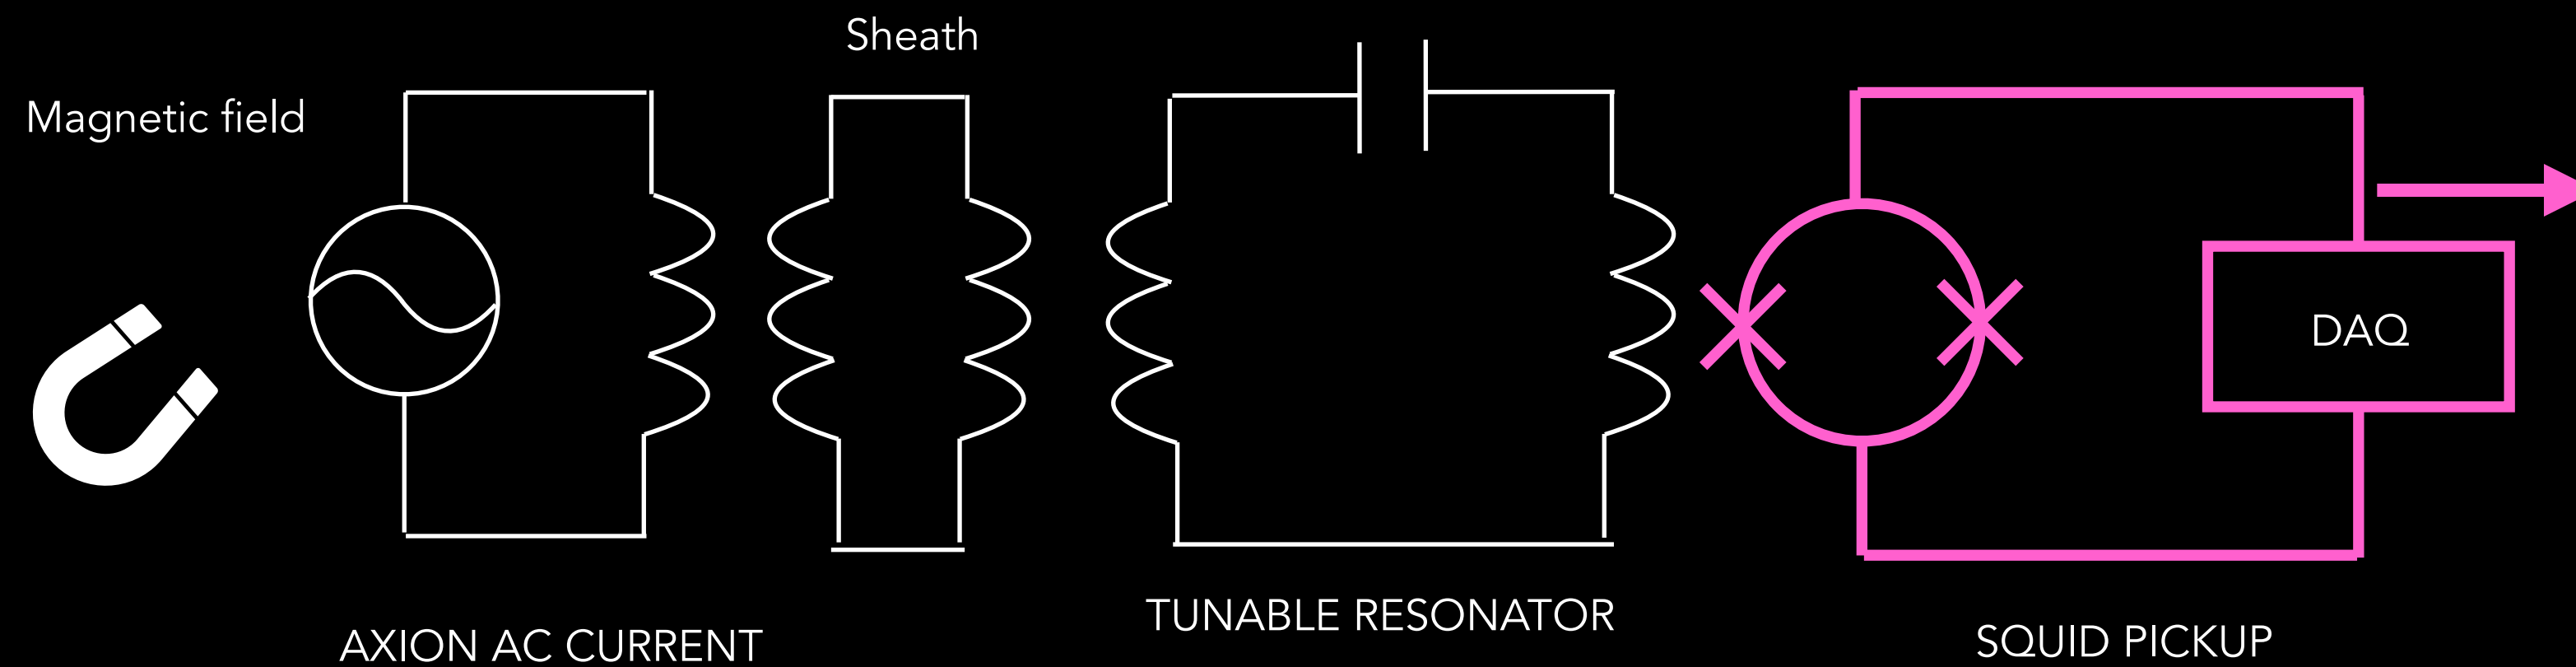 Sheath
Magnetic field
DAQ
TUNABLE RESONATOR
AXION AC CURRENT
SQUID PICKUP